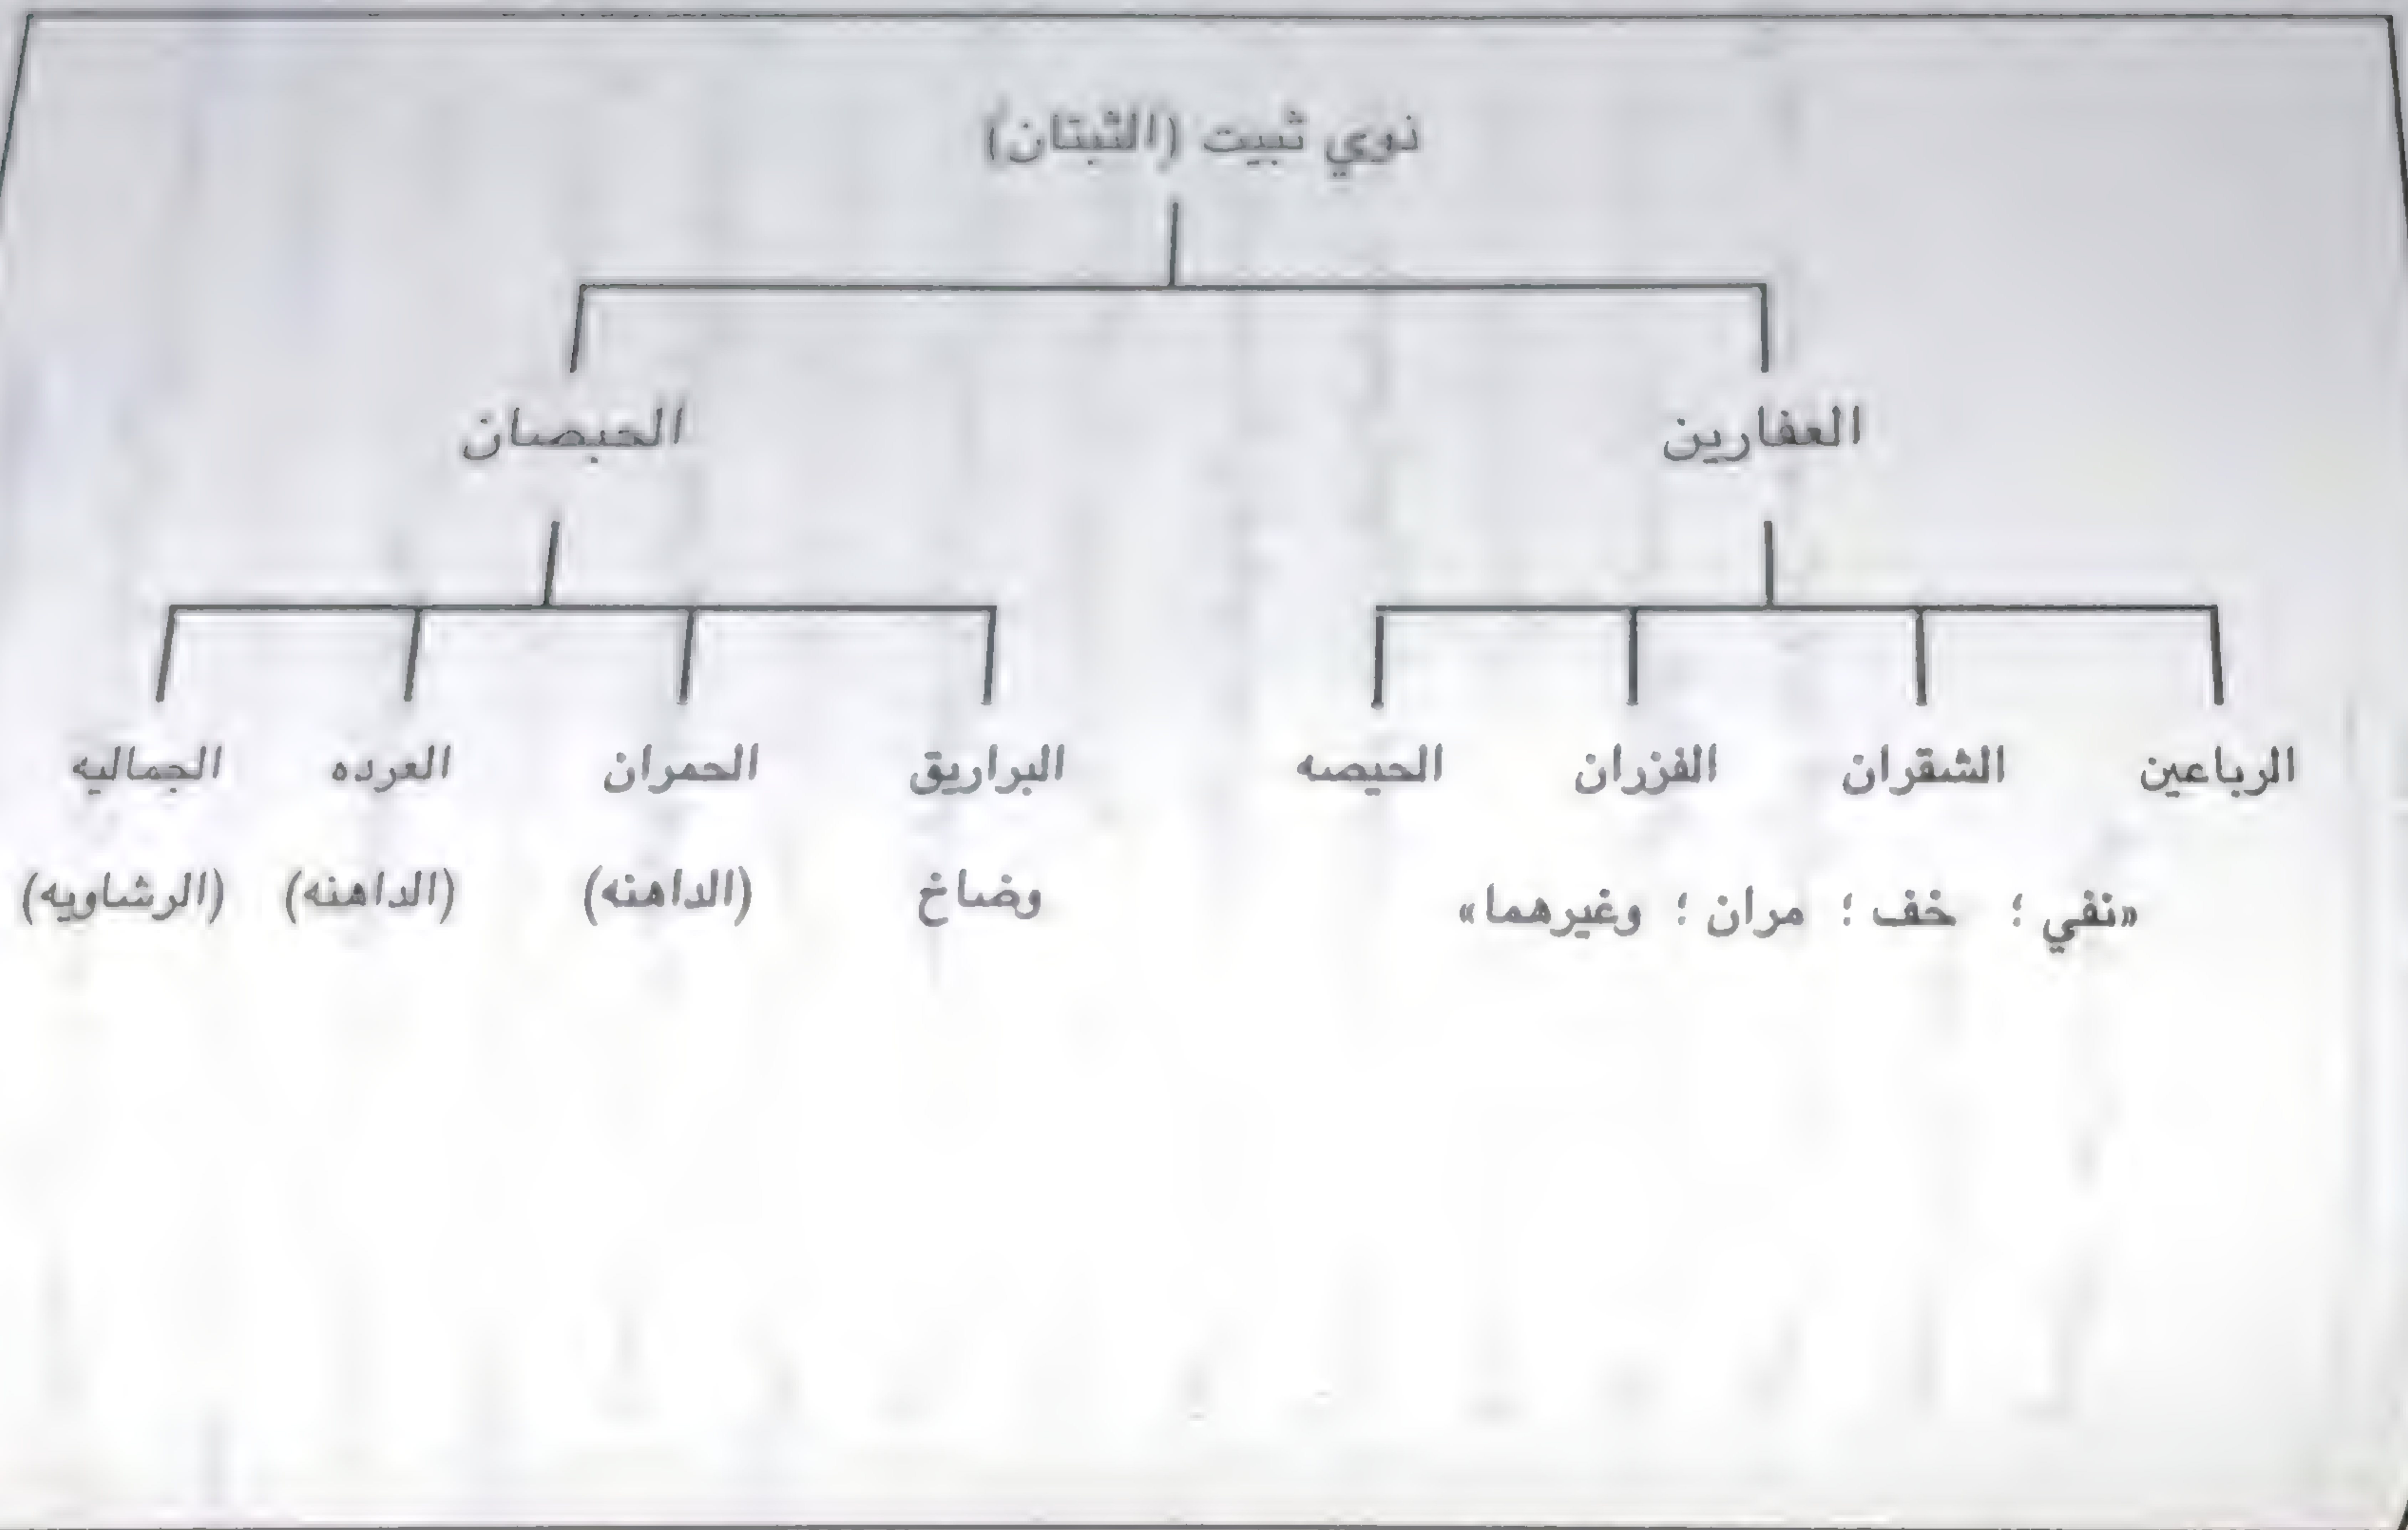 ذوي ثبيت (الثبتان)
العفارين الحبصان
الرباعين الشقران الفزران الحيصه البراريق الحمران العرده الجماليه
«نفي ؛ خف ؛ مران ؛ وغيرهما» وضاخ (الداهنه) (الداهنه) (الرشاويه)